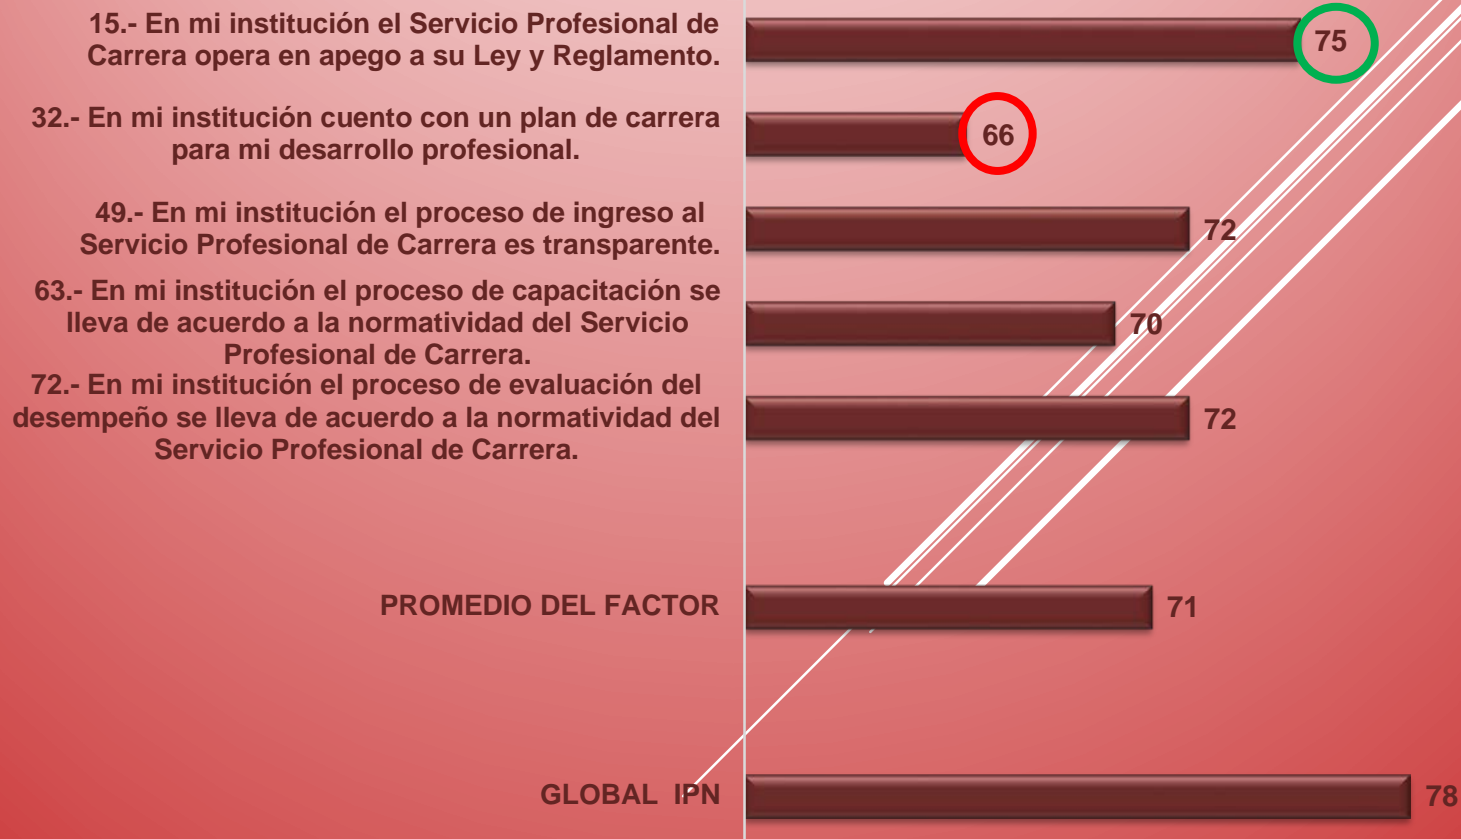 15.- En mi institución el Servicio Profesional de
Carrera opera en apego a su Ley y Reglamento.
75
32.- En mi institución cuento con un plan de carrera
para mi desarrollo profesional.
66
49.- En mi institución el proceso de ingreso al
Servicio Profesional de Carrera es transparente.
72
63.- En mi institución el proceso de capacitación se
lleva de acuerdo a la normatividad del Servicio
Profesional de Carrera.
70
72.- En mi institución el proceso de evaluación del
desempeño se lleva de acuerdo a la normatividad del
Servicio Profesional de Carrera.
72
PROMEDIO DEL FACTOR
71
GLOBAL IPN
78